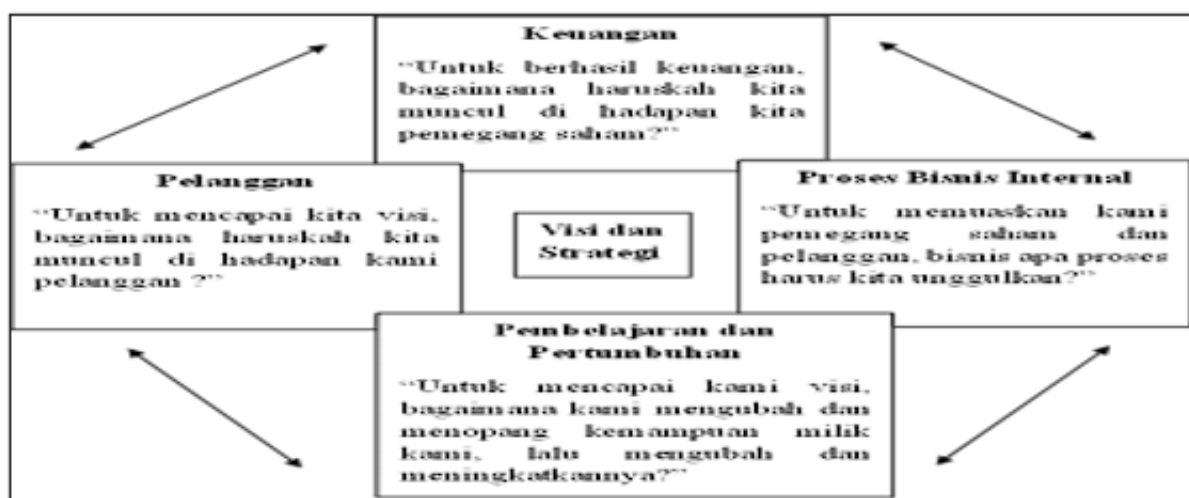 Keuangan
“Untuk berhasil keuangan,
bagaimana haruskah kita
muncul di hadapan kita
pemegang saham?”
Pelanggan
“Untuk mencapai kita visi,
bagaimana haruskah kita
muncul di hadapan kami
pelanggan ?”
Visi dan
Strategi
Proses Bisnis Internal
“Untuk memuaskan kami
pemegang saham dan
pelanggan, bisnis apa proses
harus kita unggulkan?”
Pembelajaran dan
Pertumbuhan
“Untuk mencapai kami visi,
bagaimana kami mengubah dan
menopang kemampuan milik
kami, lalu mengubah dan
meningkatkannya?”